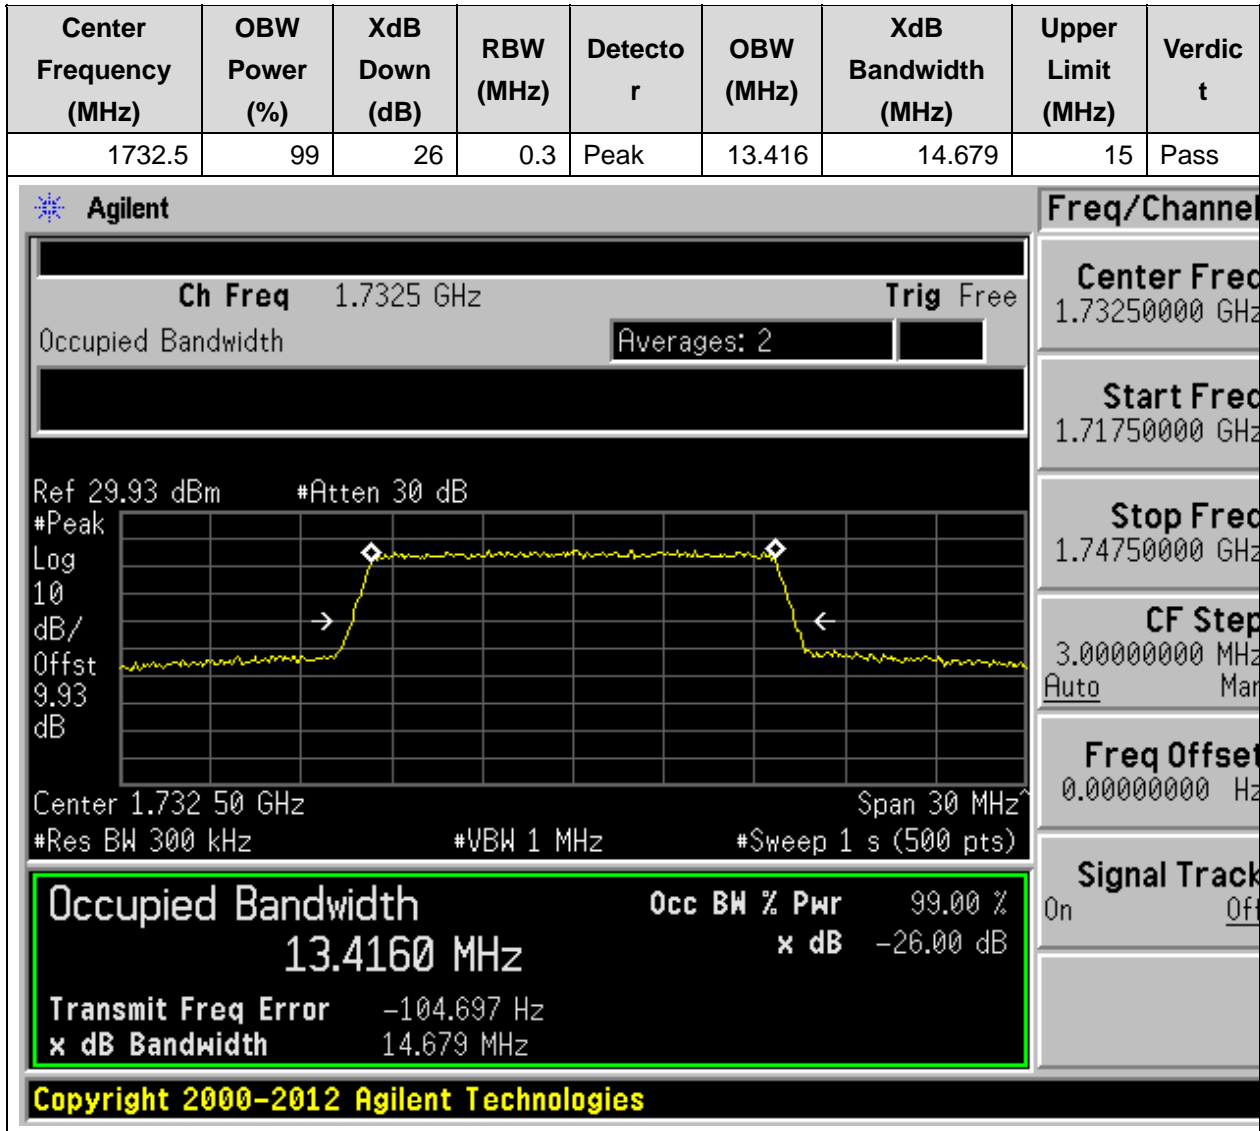 Center Frequency (MHz) OBW Power (%) XdB Down (dB) RBW (MHz) Detecto r OBW (MHz) XdB Bandwidth (MHz) Upper Limit (MHz) Verdic t
1732.5 99 26 0.3 Peak 13.416 14.679 15 Pass
Agilent
Freq/Channel
Ch Freq 1.7325 GHz Trig Free
Occupied Bandwidth Averages: 2
Center Freq
1.73250000 GHz
Start Freq
1.71750000 GHz
Stop Freq
1.74750000 GHz
CF Step
3.00000000 MHz
Auto Man
Freq Offset
0.00000000 Hz
Signal Track
On Off
Ref 29.93 dBm #Atten 30 dB
#Peak
Log
10
dB/
Offst
9.93
dB
Center 1.732 50 GHz Span 30 MHz^
#Res BW 300 kHz #VBW 1 MHz #Sweep 1 s (500 pts)
Occupied Bandwidth Occ BW % Pwr 99.00 %
13.4160 MHz x dB -26.00 dB
Transmit Freq Error -104.697 Hz
x dB Bandwidth 14.679 MHz
Copyright 2000-2012 Agilent Technologies